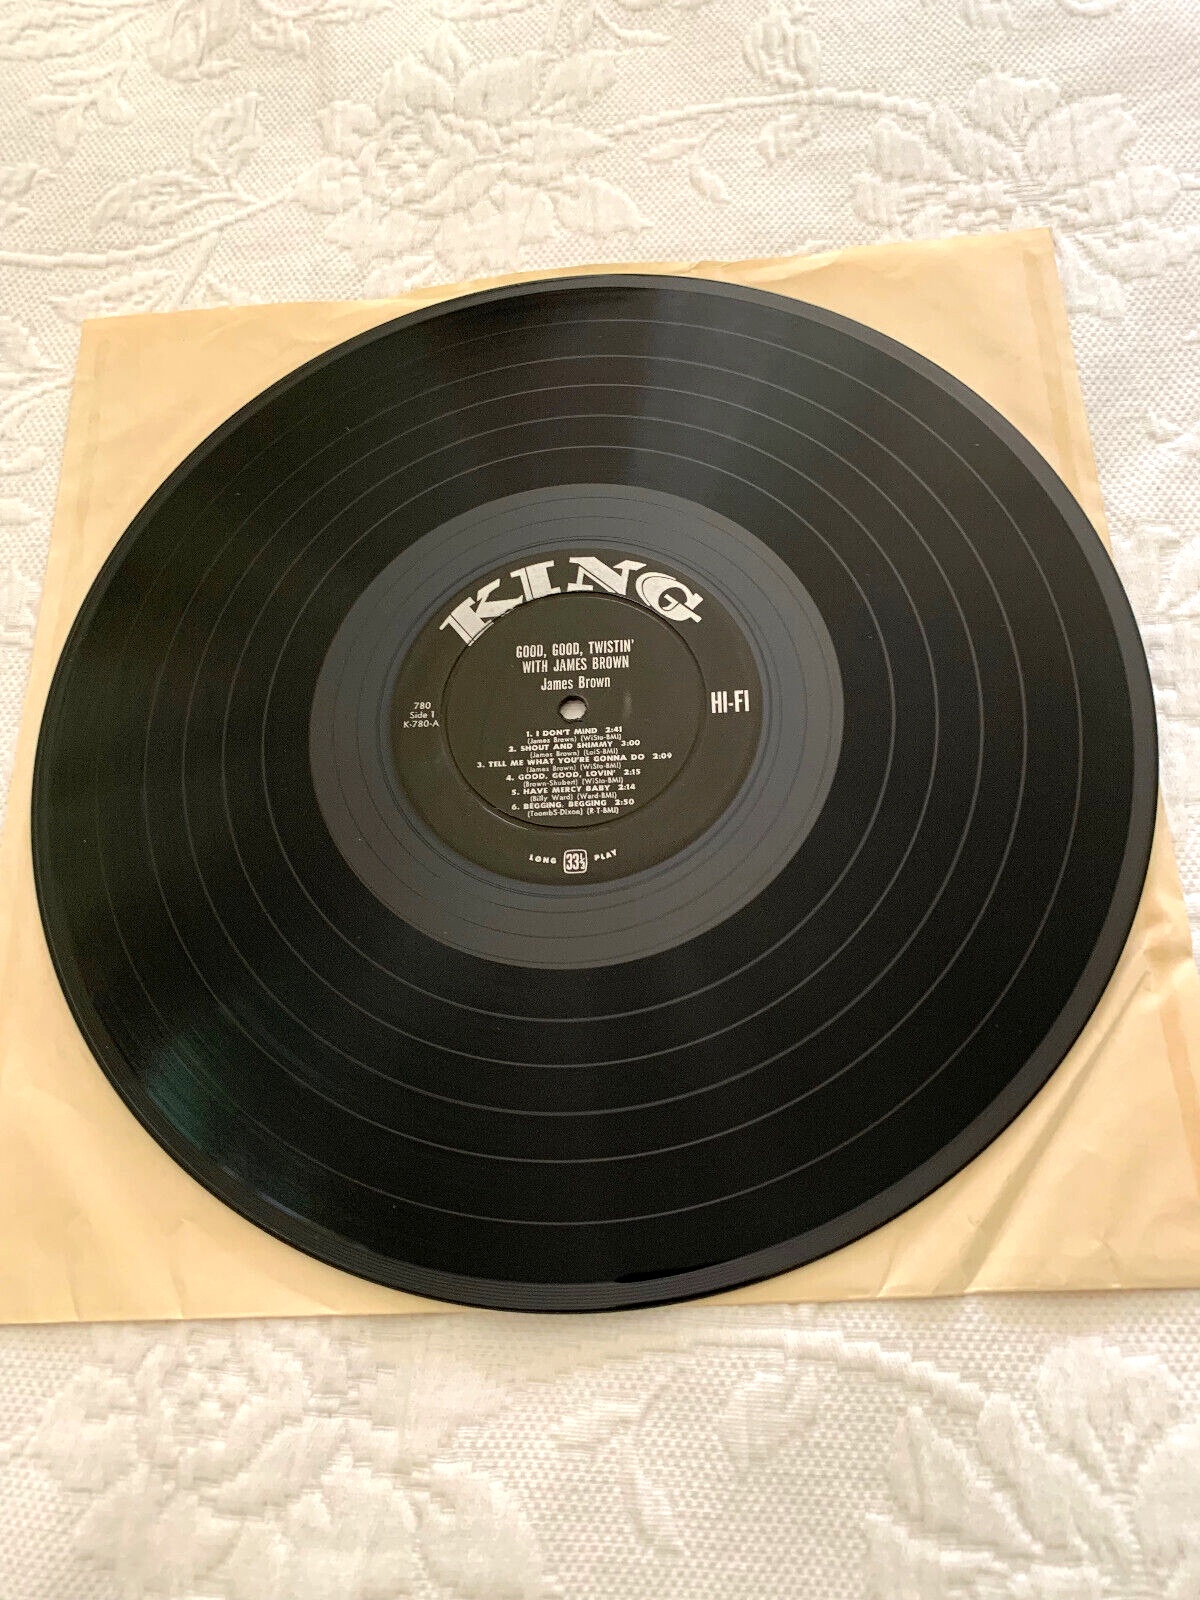 KING
GOOD, GOOD, TWISTIN'
WITH JAMES BROWN
James Brown
780
Side 1
K-780-A
HI-FI
1. I DON'T MIND 2:41
(James Brown) (WiSto-BMI)
2. SHOUT AND SHIMMY 3:00
(James Brown) (LoiS-BMI)
3. TELL ME WHAT YOU'RE GONNA DO 2:09
(James Brown) (WiSto-BMI)
4. GOOD, GOOD, LOVIN' 2:15
(Brown-Shubert) (WiSto-BMI)
5. HAVE MERCY BABY 2:14
(Billy Ward) (Ward-BMI)
6. BEGGING, BEGGING 2:50
(ToombS-Dixon) (R-T-BMI)
LONG 33⅓ PLAY